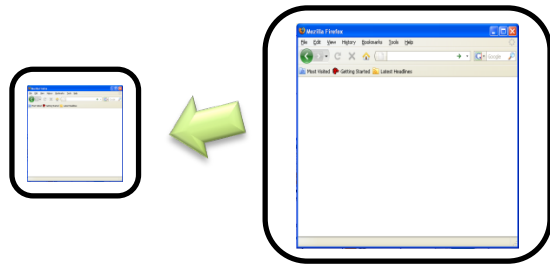 Mozilla Firefox
File Edit View History Bookmarks Tools Help
Google
Most Visited Getting Started Latest Headlines